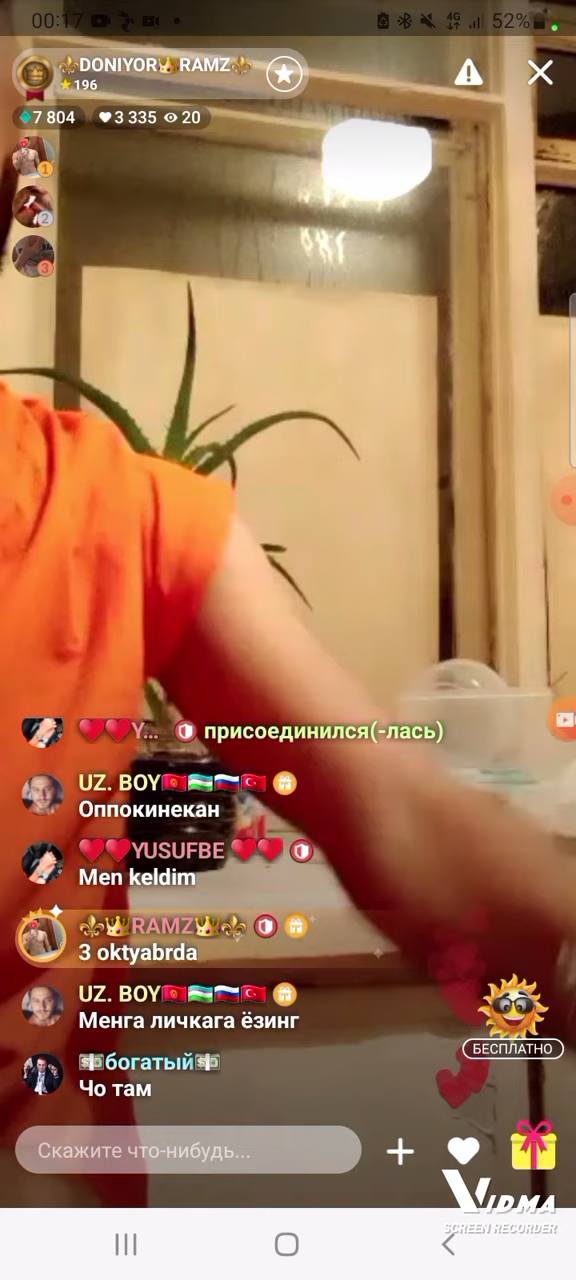 00:17
4G
52%
DONIYOR RAMZ
196
7 804
3 335
20
1
2
3
Y...
присоединился(-лась)
UZ. BOY
Оппокинекан
YUSUFBE
Men keldim
RAMZ
3 oktyabrda
UZ. BOY
Менга личкага ёзинг
богатый
Чо там
БЕСПЛАТНО
Скажите что-нибудь...
VIDMA
SCREEN RECORDER